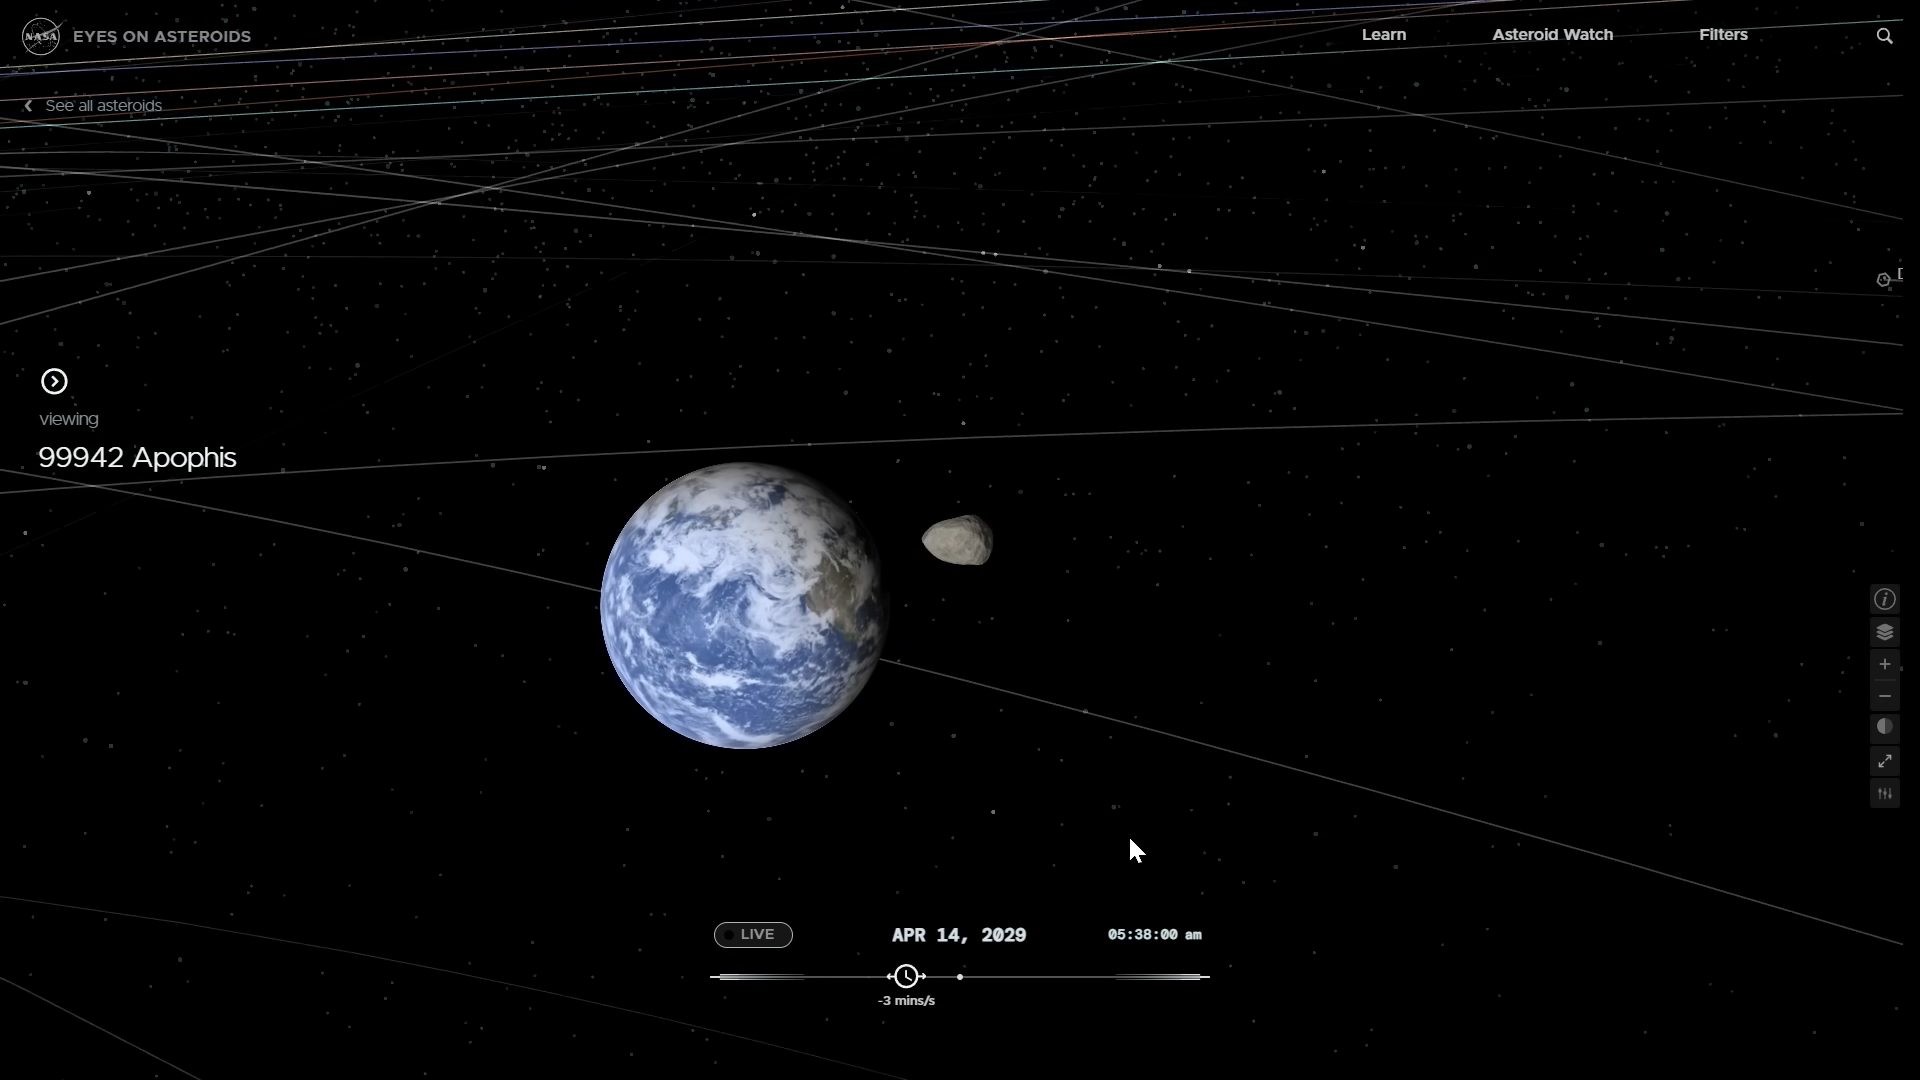 NASA
EYES ON ASTEROIDS
Learn
Asteroid Watch
Filters
See all asteroids
viewing
99942 Apophis
LIVE
APR 14, 2029
05:38:00 am
-3 mins/s